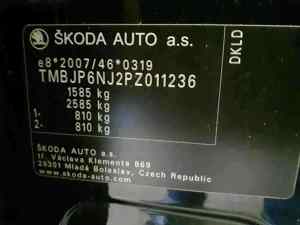 ŠKODA AUTO a.s.
DKLD
e8*2007/46*0319
TMBJP6NJ2PZ011236
1585 kg
2585 kg
1- 810 kg
2- 810 kg
ŠKODA AUTO a.s.
tř. Václava Klementa 869
29301 Mladá Boleslav, Czech Republic
www.skoda-auto.com